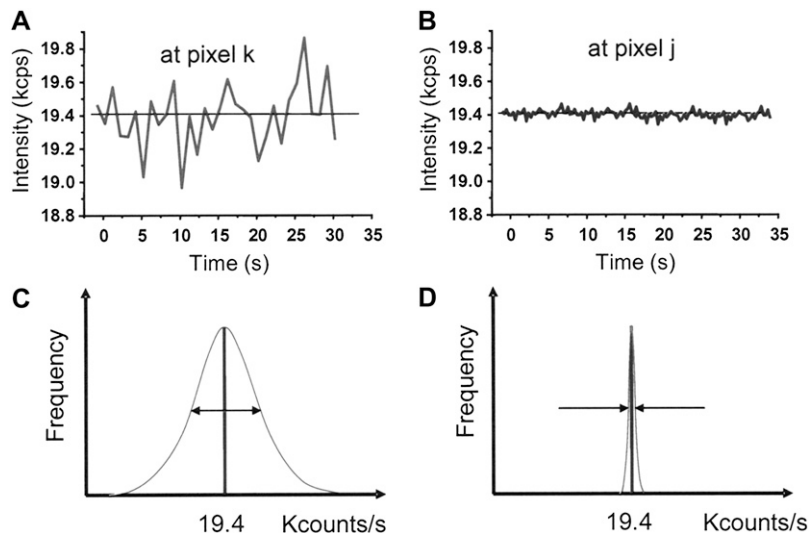 A
at pixel k
Intensity (kcps)
19.8
19.6
19.4
19.2
19.0
18.8
0 5 10 15 20 25 30 35
Time (s)
B
at pixel j
Intensity (kcps)
19.8
19.6
19.4
19.2
19.0
18.8
0 5 10 15 20 25 30 35
Time (s)
C
Frequency
19.4 Kcounts/s
D
Frequency
19.4 Kcounts/s